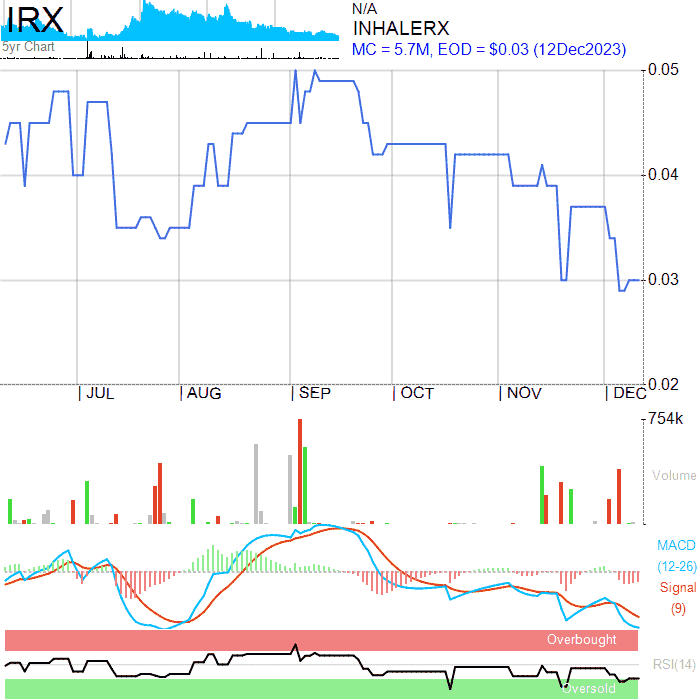 IRX
5yr Chart
N/A
INHALERX
MC = 5.7M, EOD = $0.03 (12Dec2023)
0.05
0.04
0.03
0.02
| JUL
| AUG
| SEP
| OCT
| NOV
| DEC
754k
Volume
MACD
(12-26)
Signal
(9)
Overbought
RSI(14)
Oversold